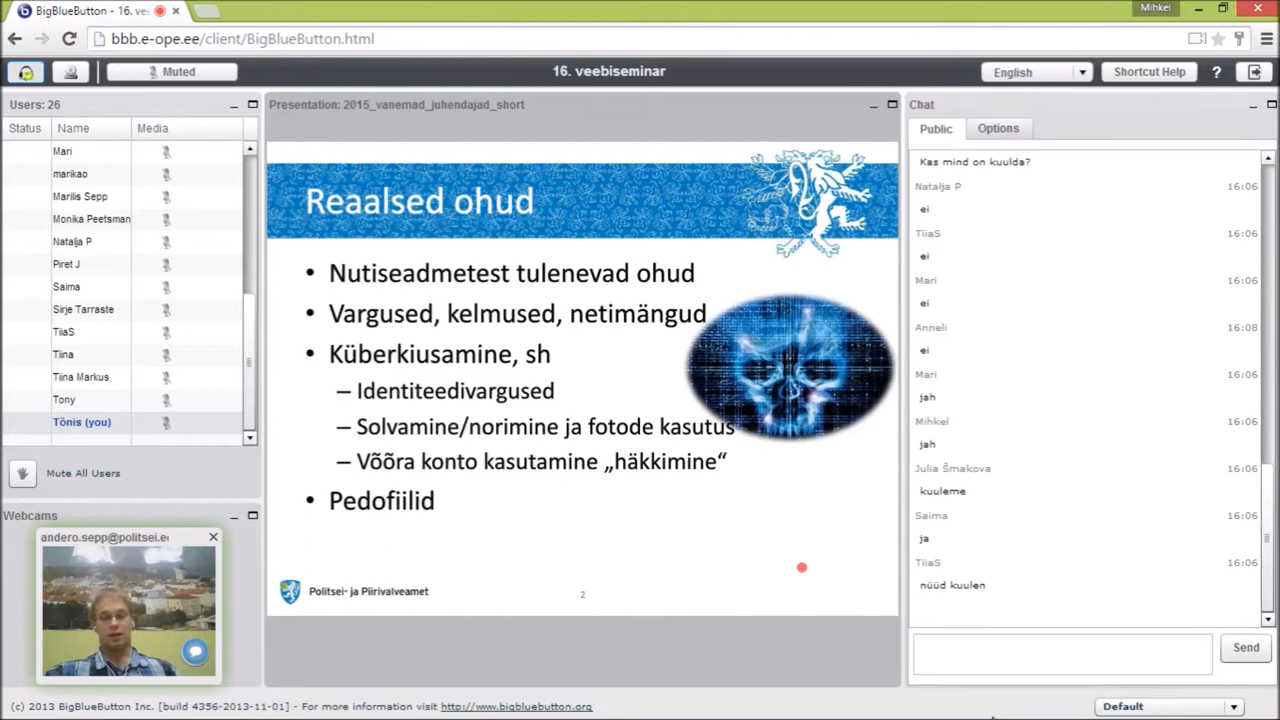 BigBlueButton - 16. ve
Mihkel
bbb.e-ope.ee/client/BigBlueButton.html
Muted
16. veebiseminar
English
Shortcut Help
?
Users: 26
Status Name Media
Mari
marikao
Mariliis Sepp
Monika Peetsman
Natalja P
Piret J
Saima
Sirje Tarraste
TiiaS
Tiina
Tiina Markus
Tony
Tõnis (you)
Mute All Users
Webcams
andero.sepp@politsei.e
Presentation: 2015_vanemad_juhendajad_short
Reaalsed ohud
• Nutiseadmetest tulenevad ohud
• Vargused, kelmused, netimängud
• Küberkiusamine, sh
– Identiteedivargused
– Solvamine/norimine ja fotode kasutus
– Võõra konto kasutamine „häkkimine“
• Pedofiilid
Politsei- ja Piirivalveamet
2
Chat
Public Options
Kas mind on kuulda?
Natalja P 16:06
ei
TiiaS 16:06
ei
Mari 16:06
ei
Anneli 16:08
ei
Mari 16:06
jah
Mihkel 16:06
jah
Julia Šmakova 16:06
kuuleme
Saima 16:06
ja
TiiaS 16:06
nüüd kuulen
Send
(c) 2013 BigBlueButton Inc. [build 4356-2013-11-01] - For more information visit http://www.bigbluebutton.org
Default